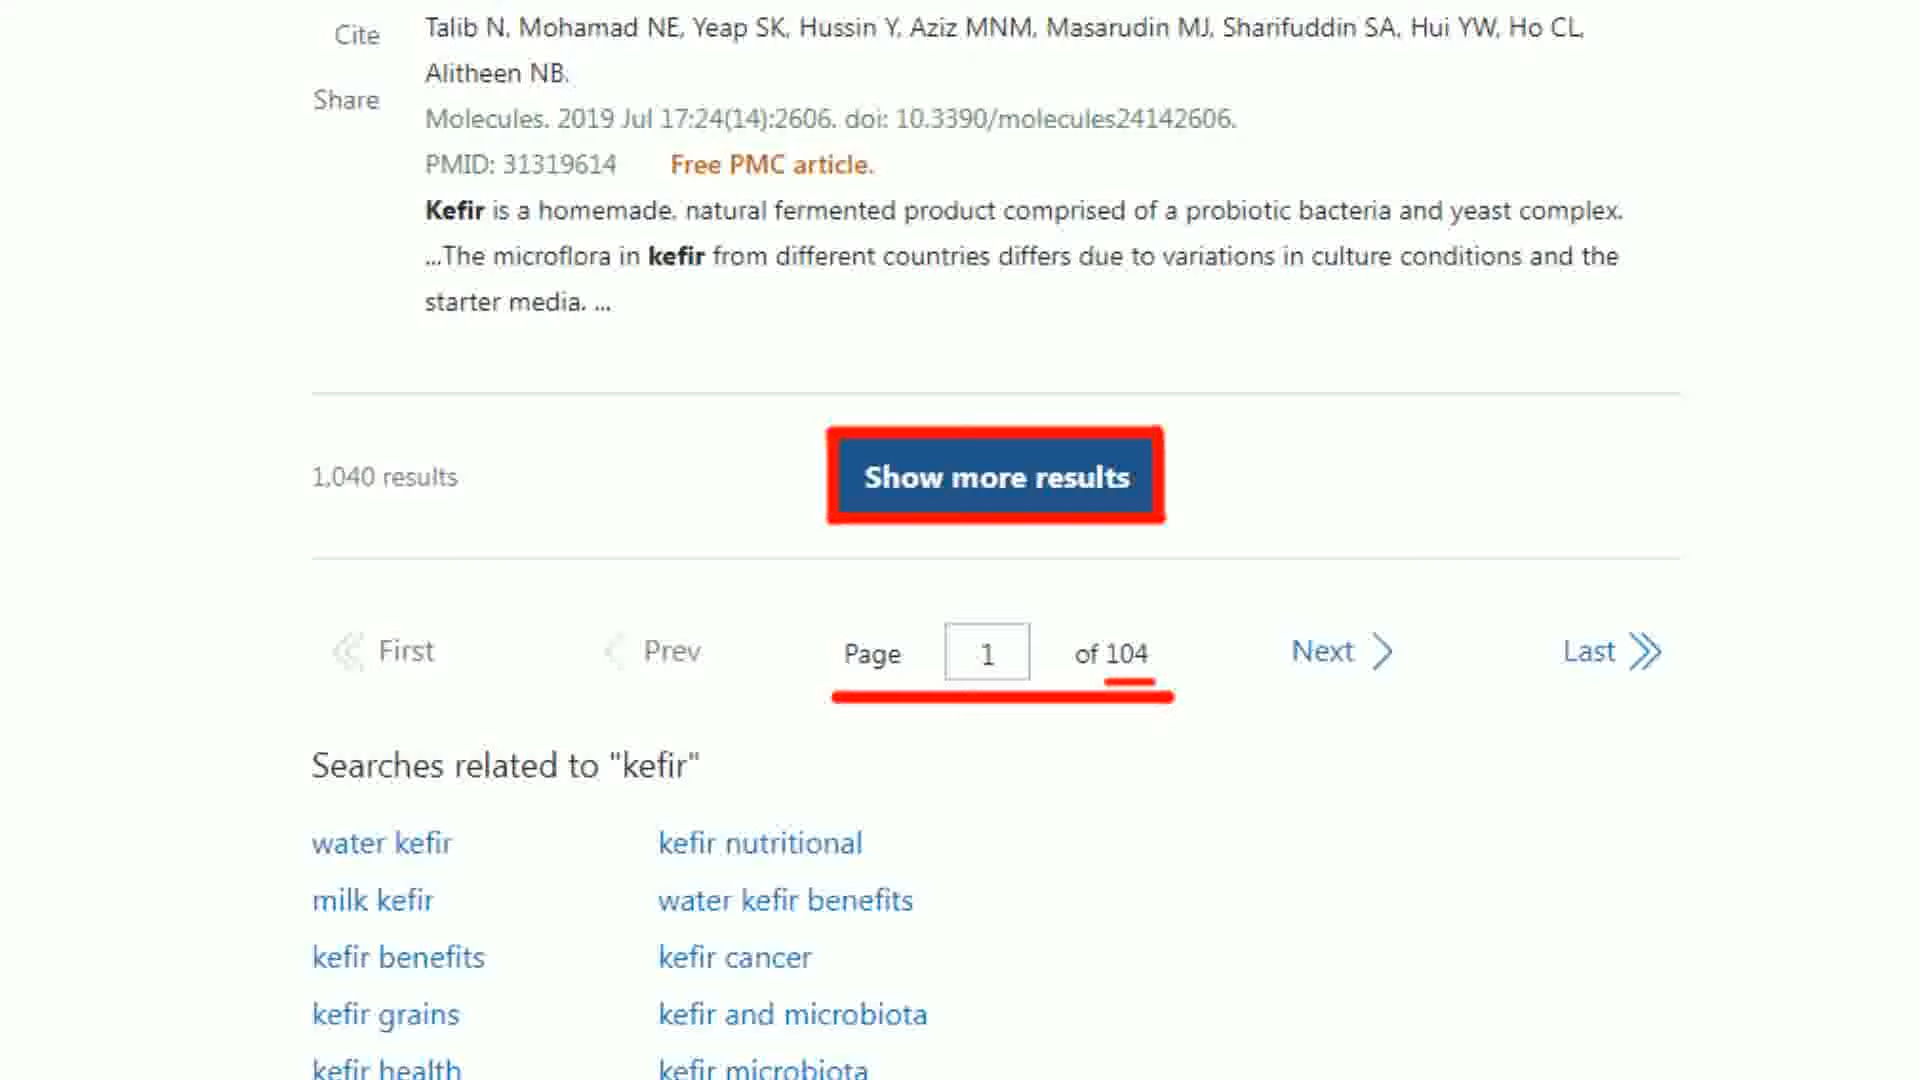 Cite
Talib N, Mohamad NE, Yeap SK, Hussin Y, Aziz MNM, Masarudin MJ, Sharifuddin SA, Hui YW, Ho CL,
Alitheen NB.
Share
Molecules. 2019 Jul 17;24(14):2606. doi: 10.3390/molecules24142606.
PMID: 31319614 Free PMC article.
Kefir is a homemade, natural fermented product comprised of a probiotic bacteria and yeast complex.
...The microflora in kefir from different countries differs due to variations in culture conditions and the
starter media. ...
1,040 results
Show more results
First Prev Page 1 of 104 Next Last
Searches related to "kefir"
water kefir kefir nutritional
milk kefir water kefir benefits
kefir benefits kefir cancer
kefir grains kefir and microbiota
kefir health kefir microbiota